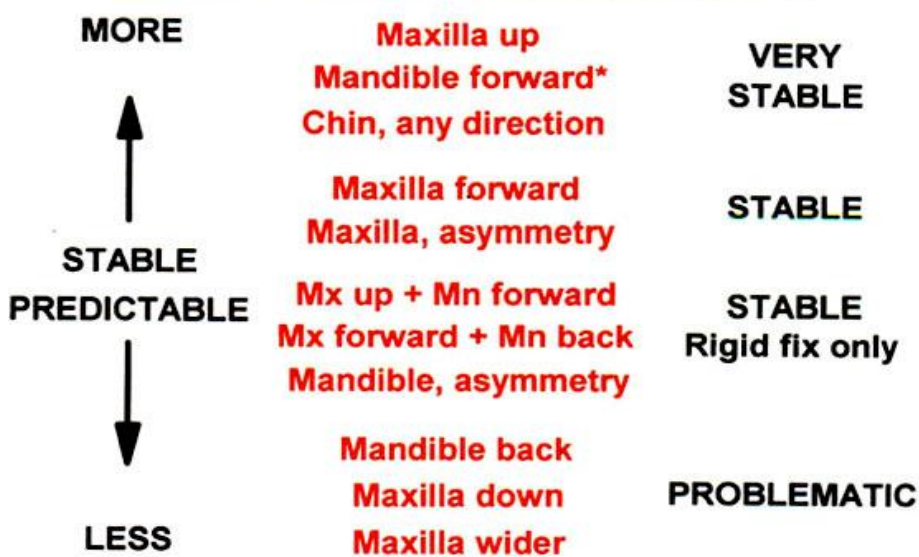 MORE
Maxilla up
Mandible forward*
Chin, any direction
VERY
STABLE
Maxilla forward
Maxilla, asymmetry
STABLE
STABLE
PREDICTABLE
Mx up + Mn forward
Mx forward + Mn back
Mandible, asymmetry
STABLE
Rigid fix only
Mandible back
Maxilla down
Maxilla wider
PROBLEMATIC
LESS